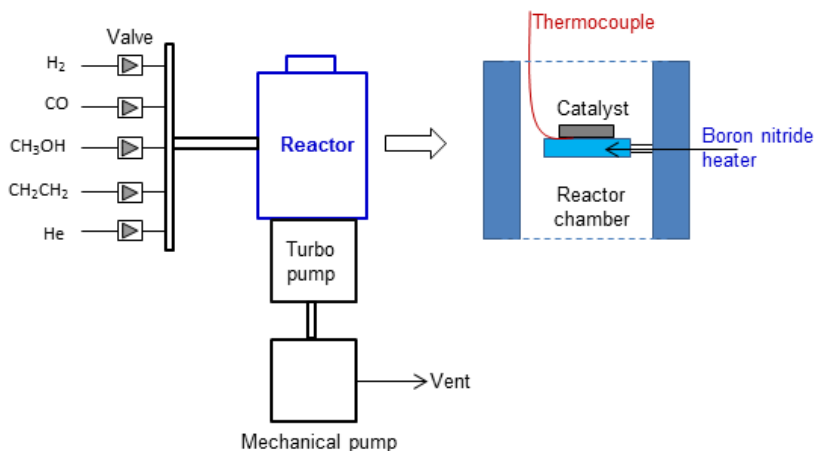 Valve
H₂
CO
CH₃OH
CH₂CH₂
He
Reactor
Turbo
pump
Mechanical pump
Vent
Thermocouple
Catalyst
Boron nitride
heater
Reactor
chamber